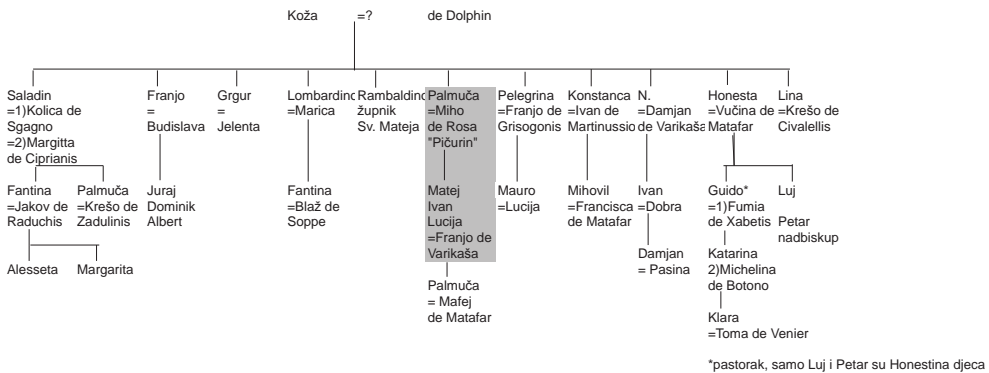 Koža =? de Dolphin
Saladin
=1)Kolica de
Sgagno
=2)Margitta
de Ciprianis
Franjo
=
Budislava
Grgur
=
Jelenta
Lombardino
=Marica
Rambaldino
župnik
Sv. Mateja
Palmuča
=Miho
de Rosa
"Pičurin"
Pelegrina
=Franjo de
Grisogonis
Konstanca
=Ivan de
Martinussio
N.
=Damjan
de Varikaša
Honesta
=Vučina de
Matafar
Lina
=Krešo de
Civalellis
Fantina
=Jakov de
Raduchis
Palmuča
=Krešo de
Zadulinis
Juraj
Dominik
Albert
Fantina
=Blaž de
Soppe
Matej
Ivan
Lucija
=Franjo de
Varikaša
Mauro
=Lucija
Mihovil
=Francisca
de Matafar
Ivan
=Dobra
Guido*
=1)Fumia
de Xabetis
Luj
Petar
nadbiskup
Alesseta
Margarita
Palmuča
= Mafej
de Matafar
Damjan
= Pasina
Katarina
2)Michelina
de Botono
Klara
=Toma de Venier
*pastorak, samo Luj i Petar su Honestina djeca